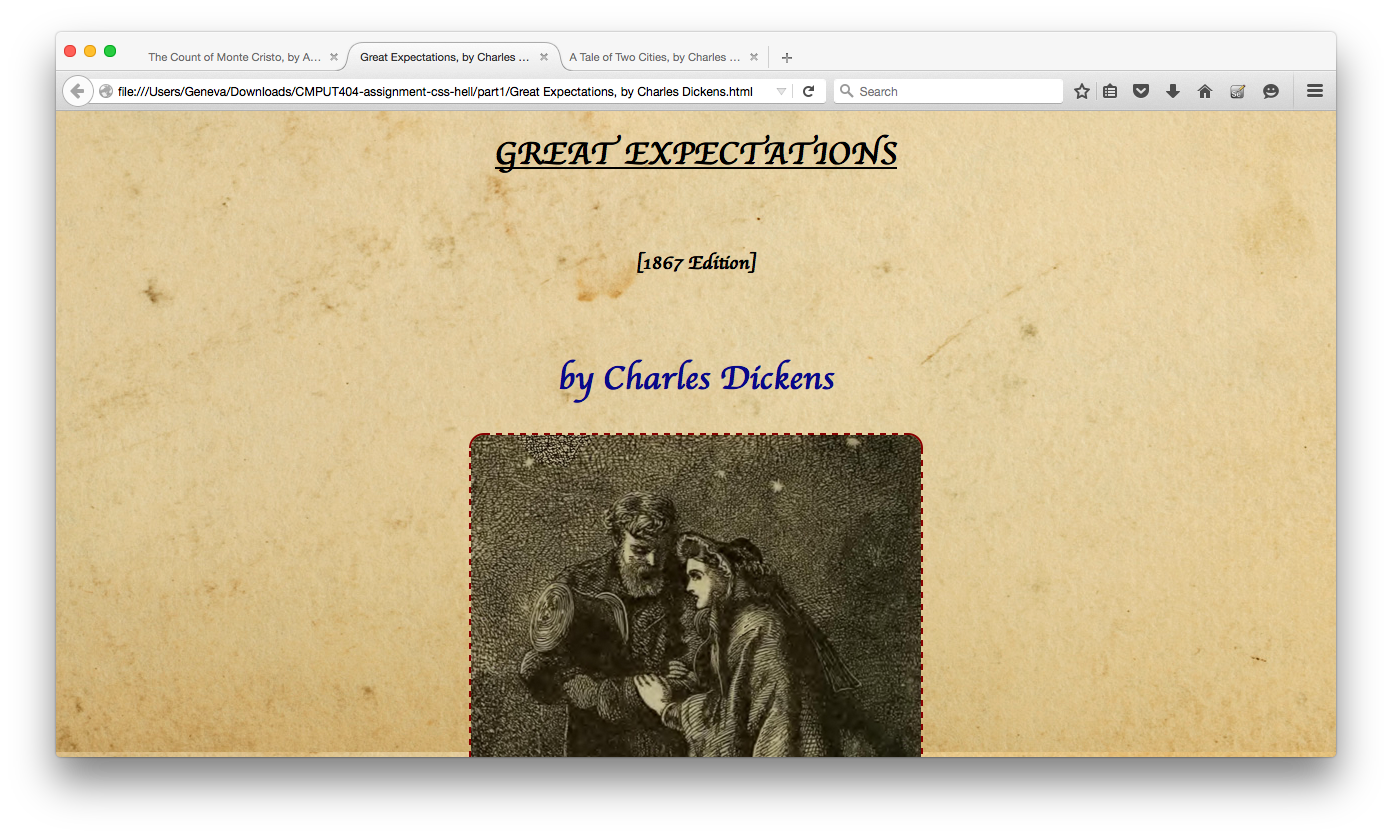 The Count of Monte Cristo, by A...
Great Expectations, by Charles ...
A Tale of Two Cities, by Charles ...
file:///Users/Geneva/Downloads/CMPUT404-assignment-css-hell/part1/Great Expectations, by Charles Dickens.html
Search
GREAT EXPECTATIONS
[1867 Edition]
by Charles Dickens